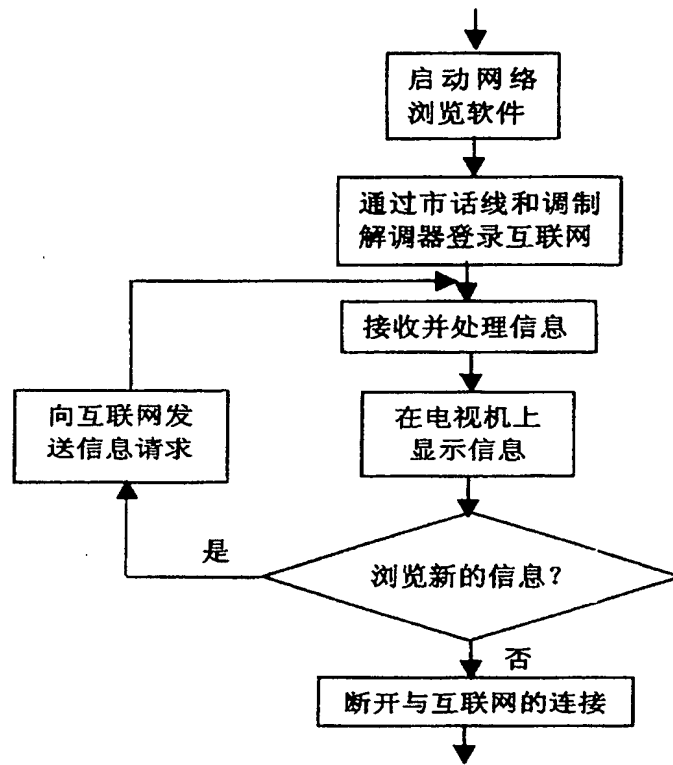 启动网络
浏览软件
通过市话线和调制
解调器登录互联网
接收并处理信息
向互联网发
送信息请求
在电视机上
显示信息
是
浏览新的信息？
否
断开与互联网的连接